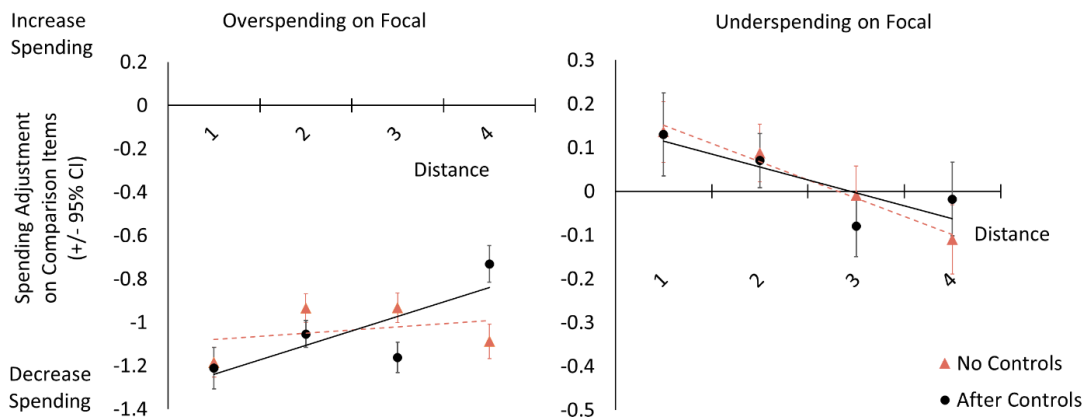 Increase
Spending
Spending Adjustment
on Comparison Items
(+/- 95% CI)
Decrease
Spending
Overspending on Focal
0.2
0
-0.2
-0.4
-0.6
-0.8
-1
-1.2
-1.4
1
2
3
4
Distance
Underspending on Focal
0.3
0.2
0.1
0
-0.1
-0.2
-0.3
-0.4
-0.5
1
2
3
4
Distance
No Controls
After Controls